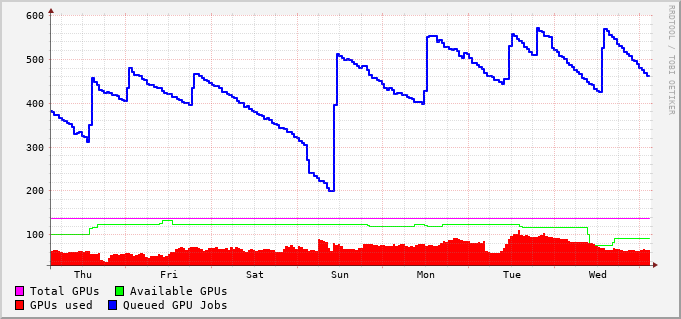 600
500
400
300
200
100
Thu Fri Sat Sun Mon Tue Wed
Total GPUs Available GPUs
GPUs used Queued GPU Jobs
RRDTOOL / TOBI OETIKER